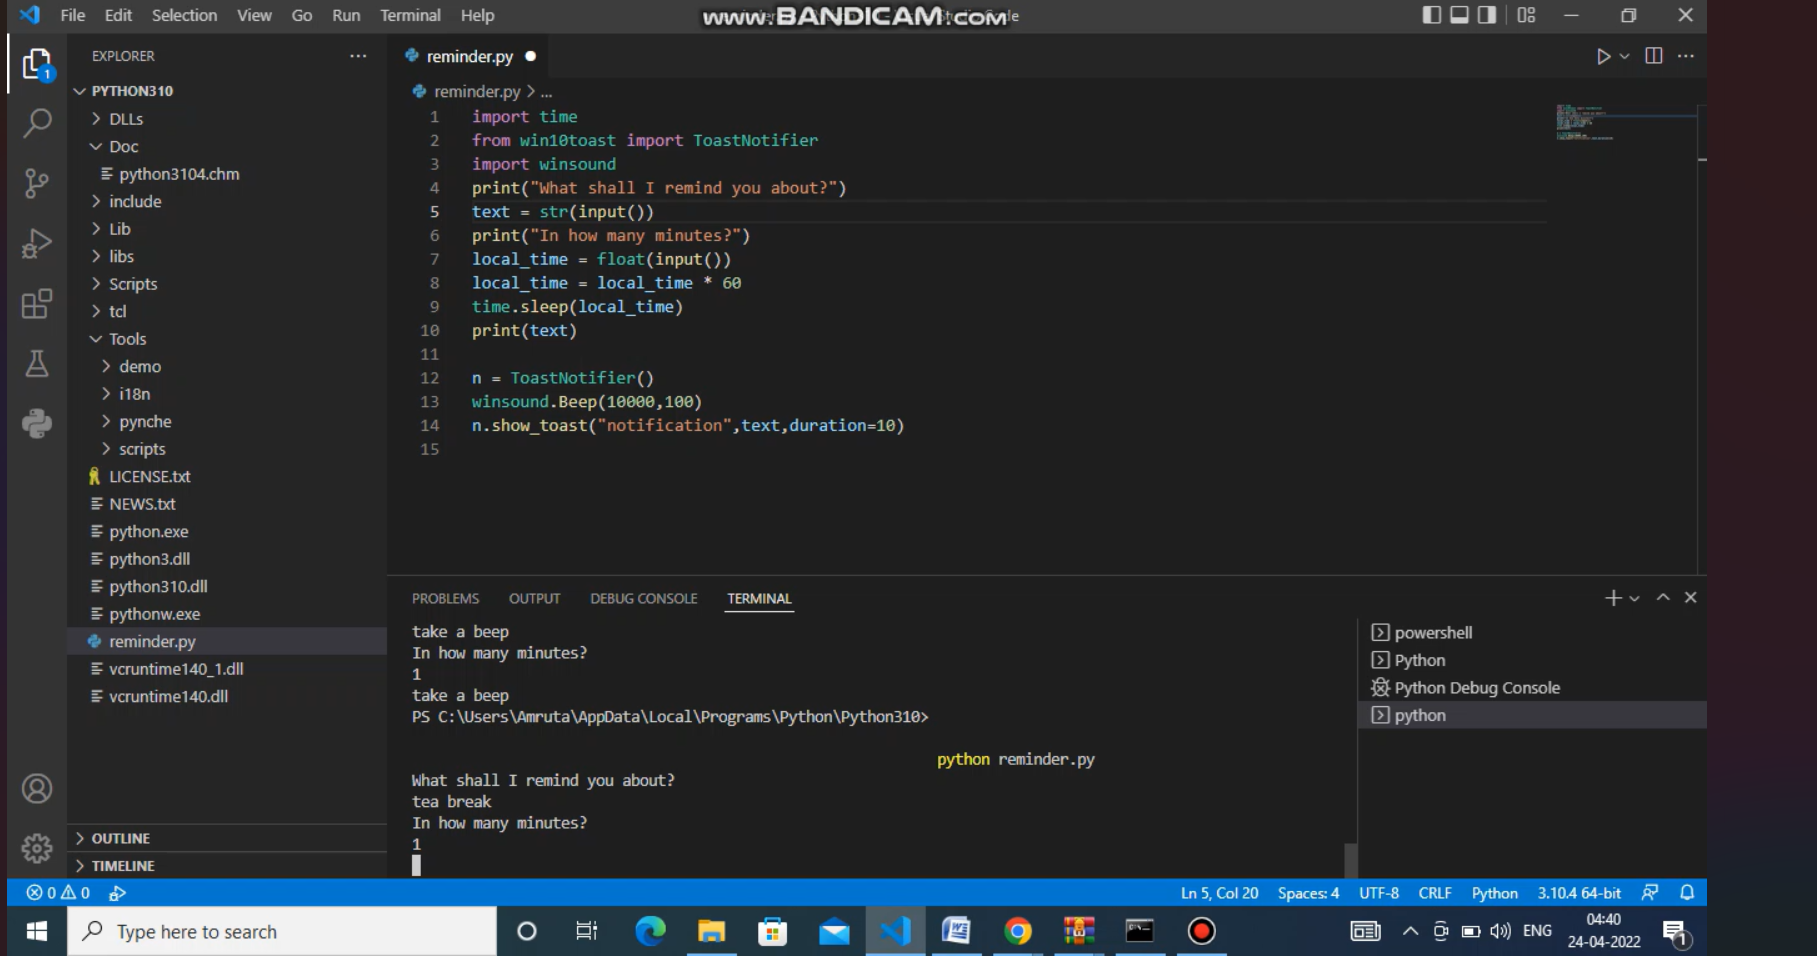 File Edit Selection View Go Run Terminal Help
www.BANDICAM.com
EXPLORER
PYTHON310
DLLs
Doc
python3104.chm
include
Lib
libs
Scripts
tcl
Tools
demo
i18n
pynche
scripts
LICENSE.txt
NEWS.txt
python.exe
python3.dll
python310.dll
pythonw.exe
reminder.py
vcruntime140_1.dll
vcruntime140.dll
OUTLINE
TIMELINE
reminder.py
reminder.py > ...
1 import time
2 from win10toast import ToastNotifier
3 import winsound
4 print("What shall I remind you about?")
5 text = str(input())
6 print("In how many minutes?")
7 local_time = float(input())
8 local_time = local_time * 60
9 time.sleep(local_time)
10 print(text)
11
12 n = ToastNotifier()
13 winsound.Beep(10000,100)
14 n.show_toast("notification",text,duration=10)
15
PROBLEMS OUTPUT DEBUG CONSOLE TERMINAL
take a beep
In how many minutes?
1
take a beep
PS C:\Users\Amruta\AppData\Local\Programs\Python\Python310>
python reminder.py
What shall I remind you about?
tea break
In how many minutes?
1
powershell
Python
Python Debug Console
python
0 0
Ln 5, Col 20 Spaces: 4 UTF-8 CRLF Python 3.10.4 64-bit
Type here to search
ENG
04:40
24-04-2022
1